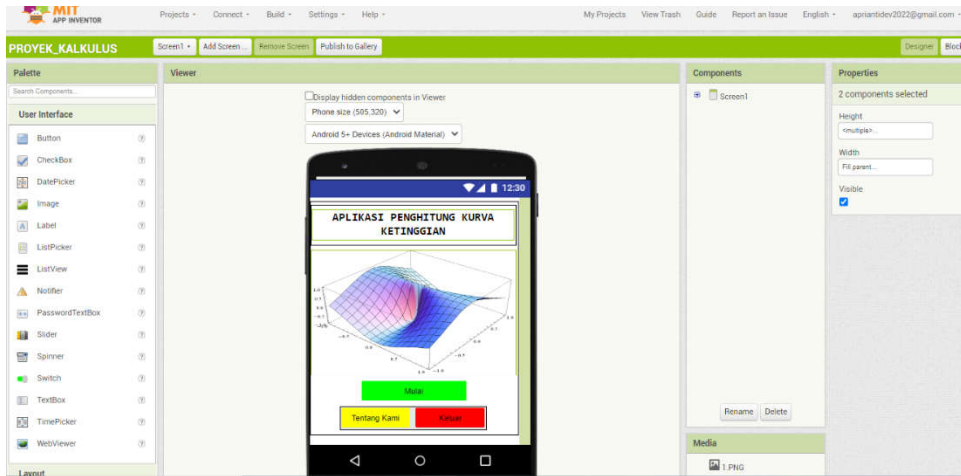 MIT
APP INVENTOR
Projects
Connect
Build
Settings
Help
My Projects
View Trash
Guide
Report an Issue
English
apriantidev2022@gmail.com
PROYEK_KALKULUS
Screen1
Add Screen ...
Remove Screen
Publish to Gallery
Designer
Block
Palette
Search Components...
User Interface
Button
CheckBox
DatePicker
Image
Label
ListPicker
ListView
Notifier
PasswordTextBox
Slider
Spinner
Switch
TextBox
TimePicker
WebViewer
Layout
Viewer
Display hidden components in Viewer
Phone size (505,320)
Android 5+ Devices (Android Material)
12:30
APLIKASI PENGHITUNG KURVA
KETINGGIAN
Mulai
Tentang Kami
Keluar
Components
Screen1
Rename
Delete
Media
1.PNG
Properties
2 components selected
Height
<multiple>...
Width
Fill parent...
Visible